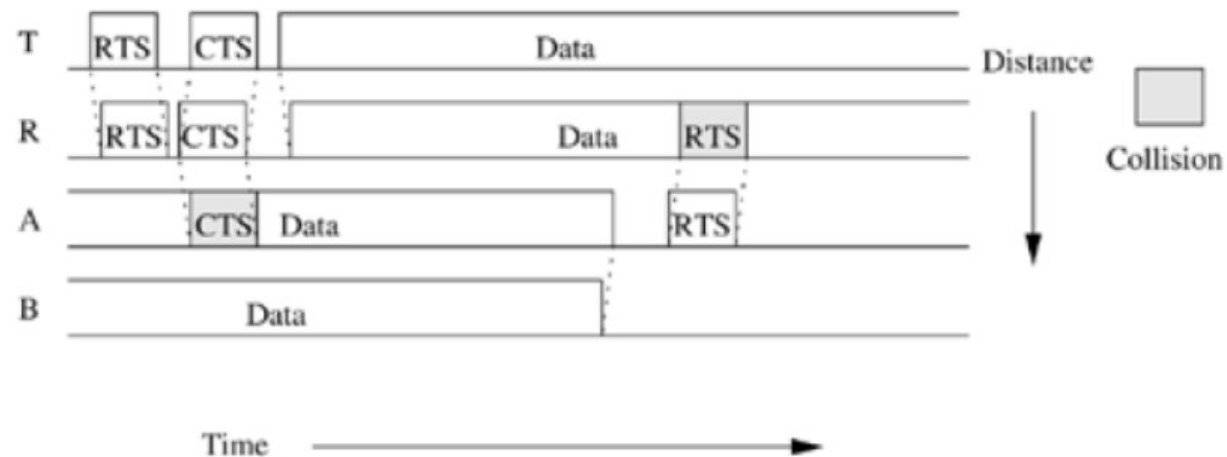 T RTS CTS Data
Distance
R RTS CTS Data RTS
Collision
A CTS Data RTS
B Data
Time